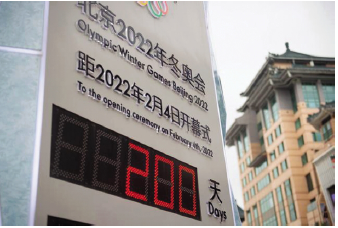 北京2022年冬奥会
Olympic Winter Games Beijing 2022
距2022年2月4日开幕式
To the opening ceremony on February 4th, 2022
200 天
Days